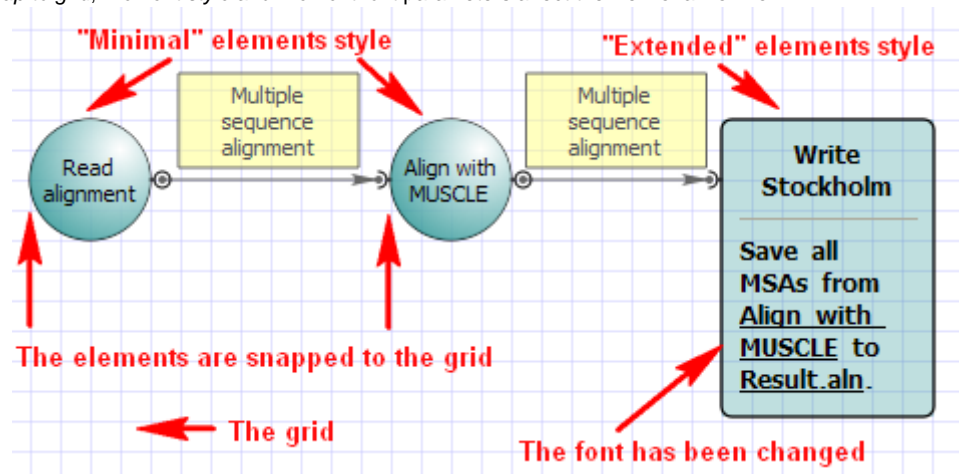 "Minimal" elements style
"Extended" elements style
Multiple
sequence
alignment
Multiple
sequence
alignment
Read
alignment
Align with
MUSCLE
Write
Stockholm
Save all
MSAs from
Align with
MUSCLE to
Result.aln.
The elements are snapped to the grid
The grid
The font has been changed